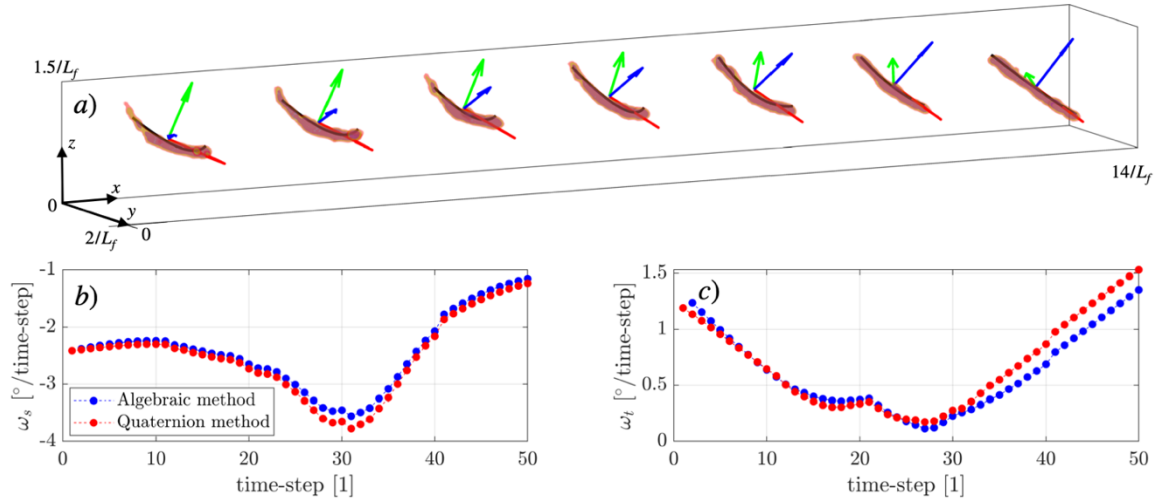 1.5/L_f
a)
z
x
0
y
2/L_f
0
14/L_f
-1
-2
-3
-4
ω_s [°/time-step]
b)
Algebraic method
Quaternion method
0 10 20 30 40 50
time-step [1]
1.5
1
0.5
0
ω_t [°/time-step]
c)
0 10 20 30 40 50
time-step [1]